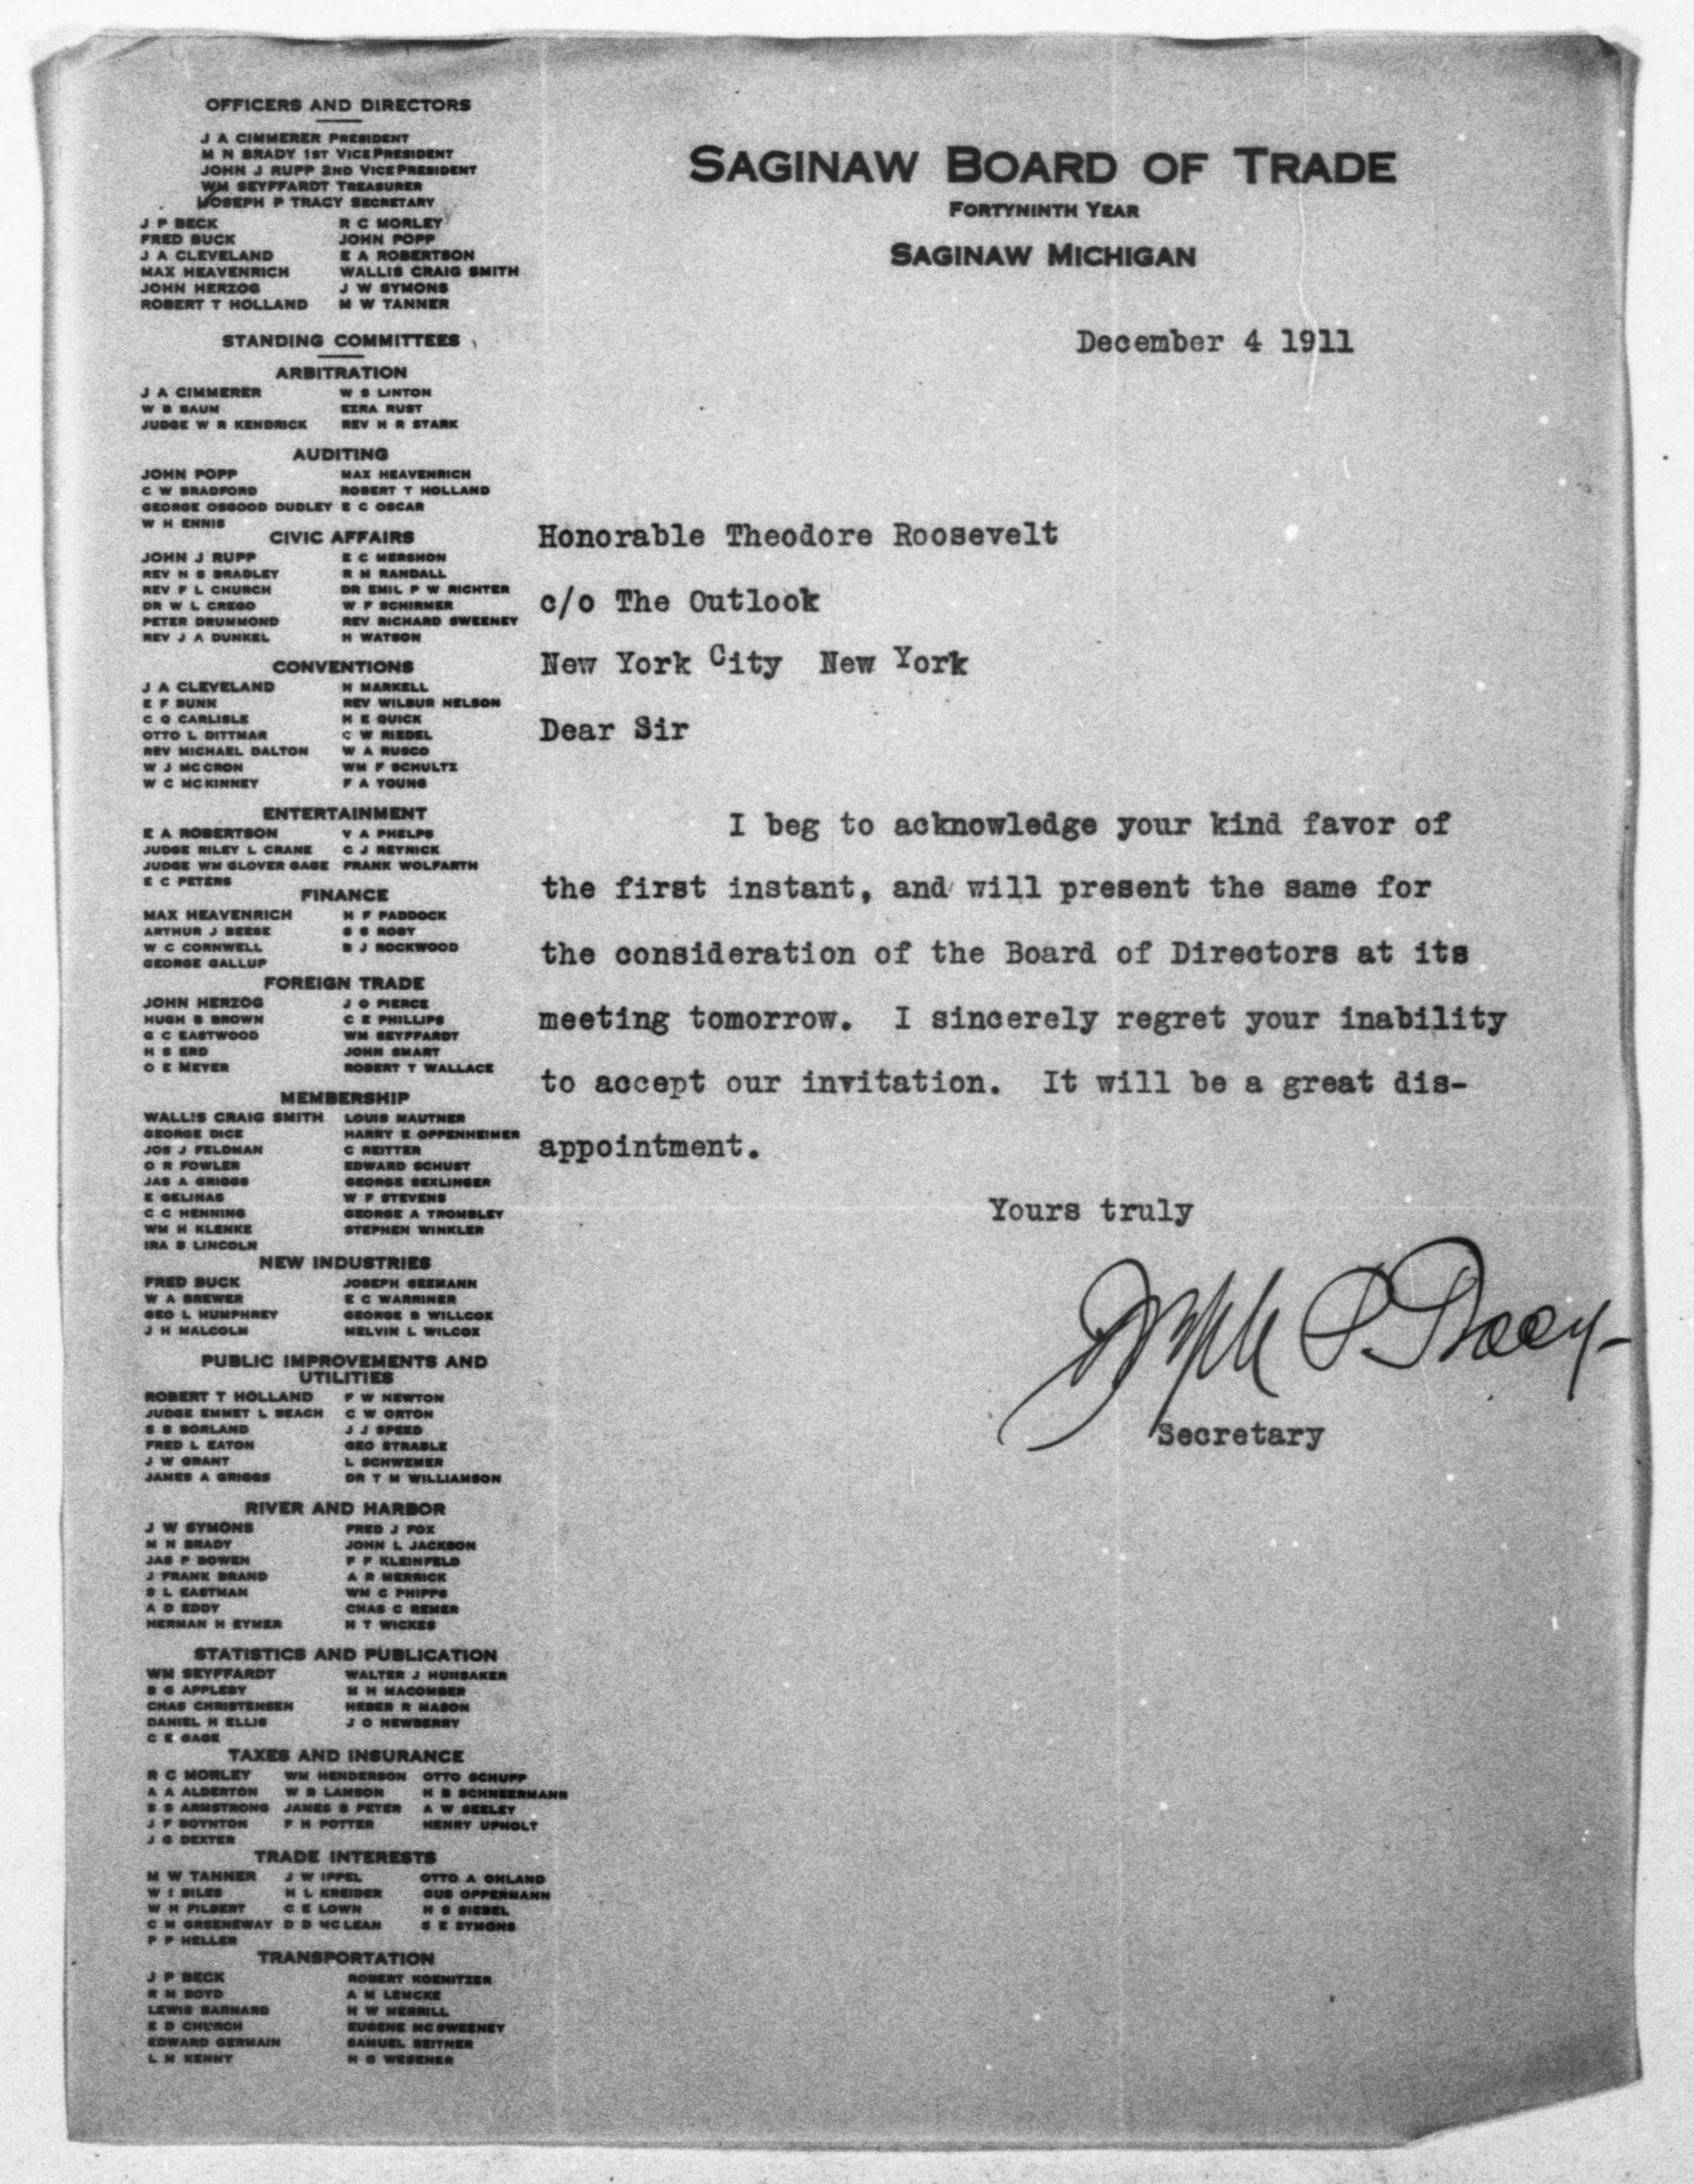 OFFICERS AND DIRECTORS
J A CIMMERER PRESIDENT
M N BRADY 1ST VICE PRESIDENT
JOHN J RUPP 2ND VICE PRESIDENT
WM SEYFFARDT TREASURER
JOSEPH P TRACY SECRETARY
J P BECK R C MORLEY
FRED BUCK JOHN POPP
J A CLEVELAND E A ROBERTSON
MAX HEAVENRICH WALLIS CRAIG SMITH
JOHN HERZOG J W SYMONS
ROBERT T HOLLAND M W TANNER
STANDING COMMITTEES
ARBITRATION
J A CIMMERER W S LINTON
W B BAUM EZRA RUST
JUDGE W R KENDRICK REV H R STARK
AUDITING
JOHN POPP MAX HEAVENRICH
C W BRADFORD ROBERT T HOLLAND
GEORGE OSGOOD DUDLEY E C OSCAR
W H ENNIS
CIVIC AFFAIRS
JOHN J RUPP E C MERSHON
REV N S BRADLEY R H RANDALL
REV F L CHURCH DR EMIL P W RICHTER
DR W L CREGO W F SCHIRMER
PETER DRUMMOND REV RICHARD SWEENEY
REV J A DUNKEL H WATSON
CONVENTIONS
J A CLEVELAND H MARKELL
E F BUNN REV WILBUR NELSON
C Q CARLISLE H E QUICK
OTTO L DITTMAR C W RIEDEL
REV MICHAEL DALTON W A RUSCO
W J MCCRON WM F SCHULTZ
W C MCKINNEY F A YOUNG
ENTERTAINMENT
E A ROBERTSON V A PHELPS
JUDGE RILEY L CRANE C J REYNICK
JUDGE WM GLOVER GAGE FRANK WOLFARTH
E C PETERS
FINANCE
MAX HEAVENRICH H F PADDOCK
ARTHUR J BEESE S S ROBY
W C CORNWELL B J ROCKWOOD
GEORGE GALLUP
FOREIGN TRADE
JOHN HERZOG J O PIERCE
HUGH B BROWN C E PHILLIPS
G C EASTWOOD WM SEYFFARDT
H S ERD JOHN SMART
O E MEYER ROBERT T WALLACE
MEMBERSHIP
WALLIS CRAIG SMITH LOUIS MAUTNER
GEORGE DICE HARRY E OPPENHEIMER
JOS J FELDMAN C REITTER
O R FOWLER EDWARD SCHUST
JAS A GRIGGS GEORGE SEXLINGER
E GELINAS W F STEVENS
C C HENNING GEORGE A TROMBLEY
WM H KLENKE STEPHEN WINKLER
IRA B LINCOLN
NEW INDUSTRIES
FRED BUCK JOSEPH SEEMANN
W A BREWER E C WARRINER
GEO L HUMPHREY GEORGE B WILLCOX
J H MALCOLM MELVIN L WILCOX
PUBLIC IMPROVEMENTS AND
UTILITIES
ROBERT T HOLLAND F W NEWTON
JUDGE EMMET L BEACH C W ORTON
S B BORLAND J J SPEED
FRED L EATON GEO STRABLE
J W GRANT L SCHWEMER
JAMES A GRIGGS DR T M WILLIAMSON
RIVER AND HARBOR
J W SYMONS FRED J FOX
M N BRADY JOHN L JACKSON
JAS P BOWEN F F KLEINFELD
J FRANK BRAND A R MERRICK
S L EASTMAN WM C PHIPPS
A D EDDY CHAS C REMER
HERMAN H EYMER H T WICKES
STATISTICS AND PUBLICATION
WM SEYFFARDT WALTER J HUNSAKER
S G APPLEBY M H MACOMBER
CHAS CHRISTENSEN HEBER R MASON
DANIEL H ELLIS J O NEWBERRY
C E GAGE
TAXES AND INSURANCE
R C MORLEY WM HENDERSON OTTO SCHUPP
A A ALDERTON W B LAMSON H B SCHNEERMANN
S S ARMSTRONG JAMES B PETER A W SEELEY
J F BOYNTON F H POTTER HENRY UPHOLT
J G DEXTER
TRADE INTERESTS
M W TANNER J W IPPEL OTTO A OHLAND
W I BILES H L KREIDER GUS OPPERMANN
W H FILBERT C E LOWN H S SIEBEL
C M GREENEWAY D D MCLEAN S E SYMONS
P P HELLER
TRANSPORTATION
J P BECK ROBERT KOENITZER
R M BOYD A M LEMCKE
LEWIS BARNARD H W MERRILL
E D CHURCH EUGENE MCSWEENEY
EDWARD GERMAIN SAMUEL SEITNER
L H KENNY H G WESENER
SAGINAW BOARD OF TRADE
FORTYNINTH YEAR
SAGINAW MICHIGAN
December 4 1911
Honorable Theodore Roosevelt
c/o The Outlook
New York City New York
Dear Sir
I beg to acknowledge your kind favor of
the first instant, and will present the same for
the consideration of the Board of Directors at its
meeting tomorrow. I sincerely regret your inability
to accept our invitation. It will be a great dis-
appointment.
Yours truly
Joseph P. Tracy
Secretary